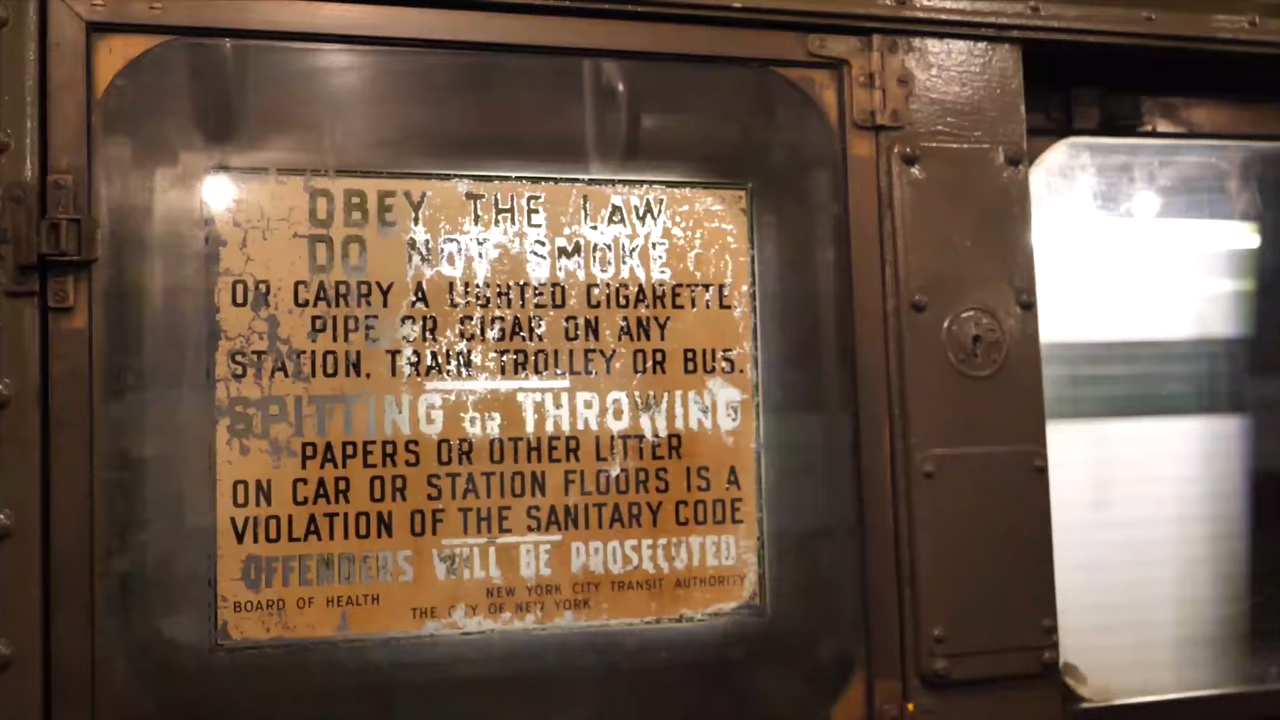 OBEY THE LAW
DO NOT SMOKE
OR CARRY A LIGHTED CIGARETTE,
PIPE OR CIGAR ON ANY
STATION, TRAIN, TROLLEY OR BUS.
SPITTING OR THROWING
PAPERS OR OTHER LITTER
ON CAR OR STATION FLOORS IS A
VIOLATION OF THE SANITARY CODE
OFFENDERS WILL BE PROSECUTED
NEW YORK CITY TRANSIT AUTHORITY
BOARD OF HEALTH
THE CITY OF NEW YORK